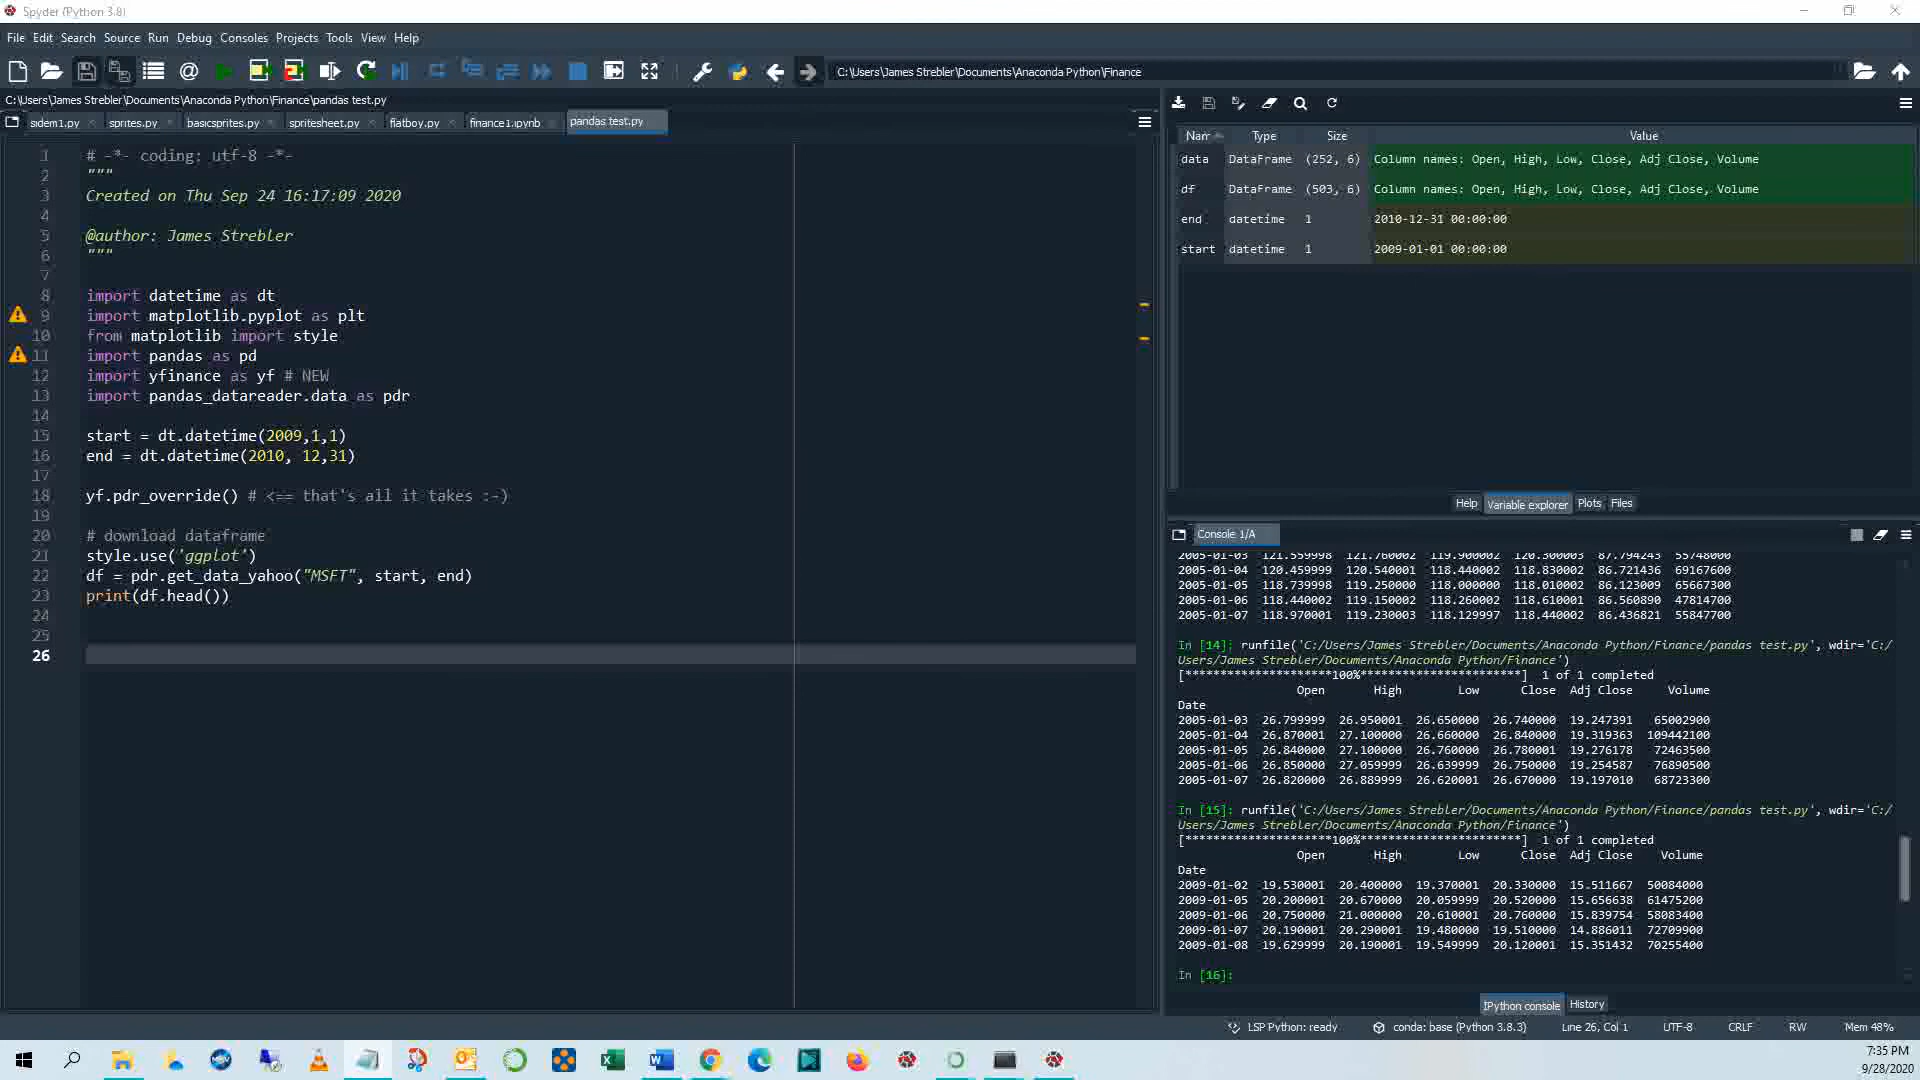 Spyder (Python 3.8)
File Edit Search Source Run Debug Consoles Projects Tools View Help
C:\Users\James Strebler\Documents\Anaconda Python\Finance
C:\Users\James Strebler\Documents\Anaconda Python\Finance\pandas test.py
sidem1.py sprites.py basicsprites.py spritesheet.py flatboy.py finance1.ipynb pandas test.py
1 # -*- coding: utf-8 -*-
2 """
3 Created on Thu Sep 24 16:17:09 2020
4
5 @author: James Strebler
6 """
7
8 import datetime as dt
9 import matplotlib.pyplot as plt
10 from matplotlib import style
11 import pandas as pd
12 import yfinance as yf # NEW
13 import pandas_datareader.data as pdr
14
15 start = dt.datetime(2009,1,1)
16 end = dt.datetime(2010, 12,31)
17
18 yf.pdr_override() # <== that's all it takes :-)
19
20 # download dataframe
21 style.use('ggplot')
22 df = pdr.get_data_yahoo("MSFT", start, end)
23 print(df.head())
24
25
26
Nam Type Size Value
data DataFrame (252, 6) Column names: Open, High, Low, Close, Adj Close, Volume
df DataFrame (503, 6) Column names: Open, High, Low, Close, Adj Close, Volume
end datetime 1 2010-12-31 00:00:00
start datetime 1 2009-01-01 00:00:00
Help Variable explorer Plots Files
Console 1/A
2005-01-03 121.559998 121.760002 119.900002 120.300003 87.794243 55748000
2005-01-04 120.459999 120.540001 118.440002 118.830002 86.721436 69167600
2005-01-05 118.739998 119.250000 118.000000 118.010002 86.123009 65667300
2005-01-06 118.440002 119.150002 118.260002 118.610001 86.560890 47814700
2005-01-07 118.970001 119.230003 118.129997 118.440002 86.436821 55847700
In [14]: runfile('C:/Users/James Strebler/Documents/Anaconda Python/Finance/pandas test.py', wdir='C:/
Users/James Strebler/Documents/Anaconda Python/Finance')
[*********************100%***********************] 1 of 1 completed
Open High Low Close Adj Close Volume
Date
2005-01-03 26.799999 26.950001 26.650000 26.740000 19.247391 65002900
2005-01-04 26.870001 27.100000 26.660000 26.840000 19.319363 109442100
2005-01-05 26.840000 27.100000 26.760000 26.780001 19.276178 72463500
2005-01-06 26.850000 27.059999 26.639999 26.750000 19.254587 76890500
2005-01-07 26.820000 26.889999 26.620001 26.670000 19.197010 68723300
In [15]: runfile('C:/Users/James Strebler/Documents/Anaconda Python/Finance/pandas test.py', wdir='C:/
Users/James Strebler/Documents/Anaconda Python/Finance')
[*********************100%***********************] 1 of 1 completed
Open High Low Close Adj Close Volume
Date
2009-01-02 19.530001 20.400000 19.370001 20.330000 15.511667 50084000
2009-01-05 20.200001 20.670000 20.059999 20.520000 15.656638 61475200
2009-01-06 20.750000 21.000000 20.610001 20.760000 15.839754 58083400
2009-01-07 20.190001 20.290001 19.480000 19.510000 14.886011 72709900
2009-01-08 19.629999 20.190001 19.549999 20.120001 15.351432 70255400
In [16]:
IPython console History
LSP Python: ready conda: base (Python 3.8.3) Line 26, Col 1 UTF-8 CRLF RW Mem 48%
7:35 PM
9/28/2020